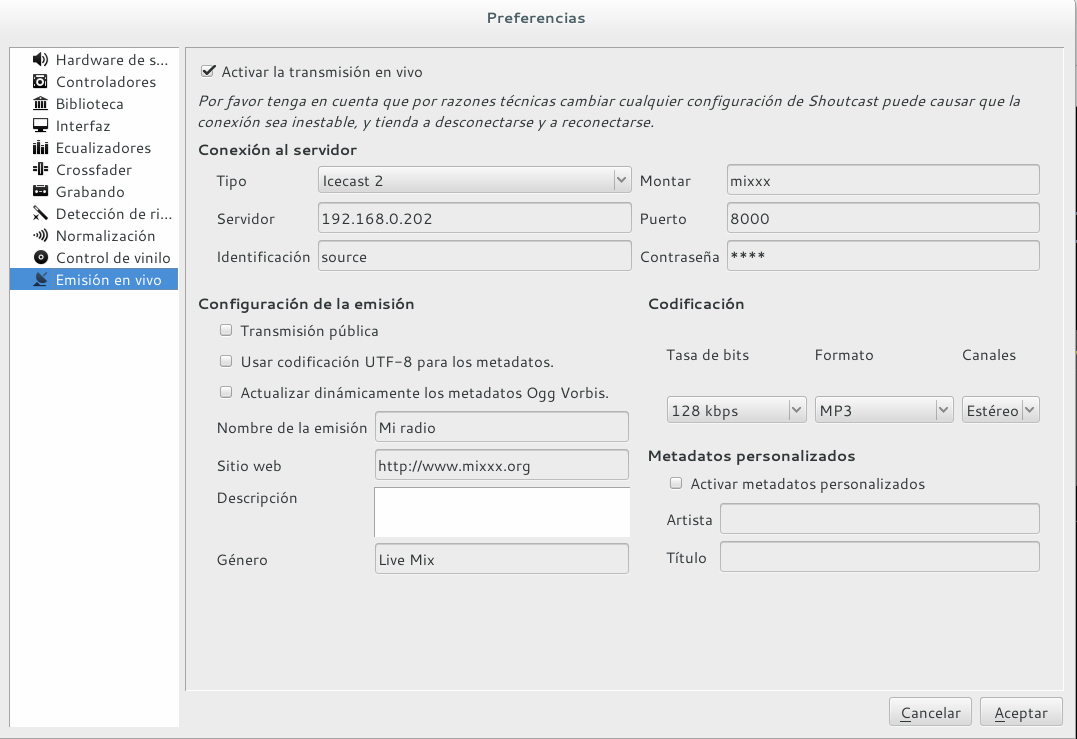 Preferencias
Hardware de s...
Controladores
Biblioteca
Interfaz
Ecualizadores
Crossfader
Grabando
Detección de ri...
Normalización
Control de vinilo
Emisión en vivo
Activar la transmisión en vivo
Por favor tenga en cuenta que por razones técnicas cambiar cualquier configuración de Shoutcast puede causar que la
conexión sea inestable, y tienda a desconectarse y a reconectarse.
Conexión al servidor
Tipo Icecast 2 Montar mixxx
Servidor 192.168.0.202 Puerto 8000
Identificación source Contraseña ****
Configuración de la emisión
Transmisión pública
Usar codificación UTF-8 para los metadatos.
Actualizar dinámicamente los metadatos Ogg Vorbis.
Nombre de la emisión Mi radio
Sitio web http://www.mixxx.org
Descripción
Género Live Mix
Codificación
Tasa de bits Formato Canales
128 kbps MP3 Estéreo
Metadatos personalizados
Activar metadatos personalizados
Artista
Título
Cancelar Aceptar